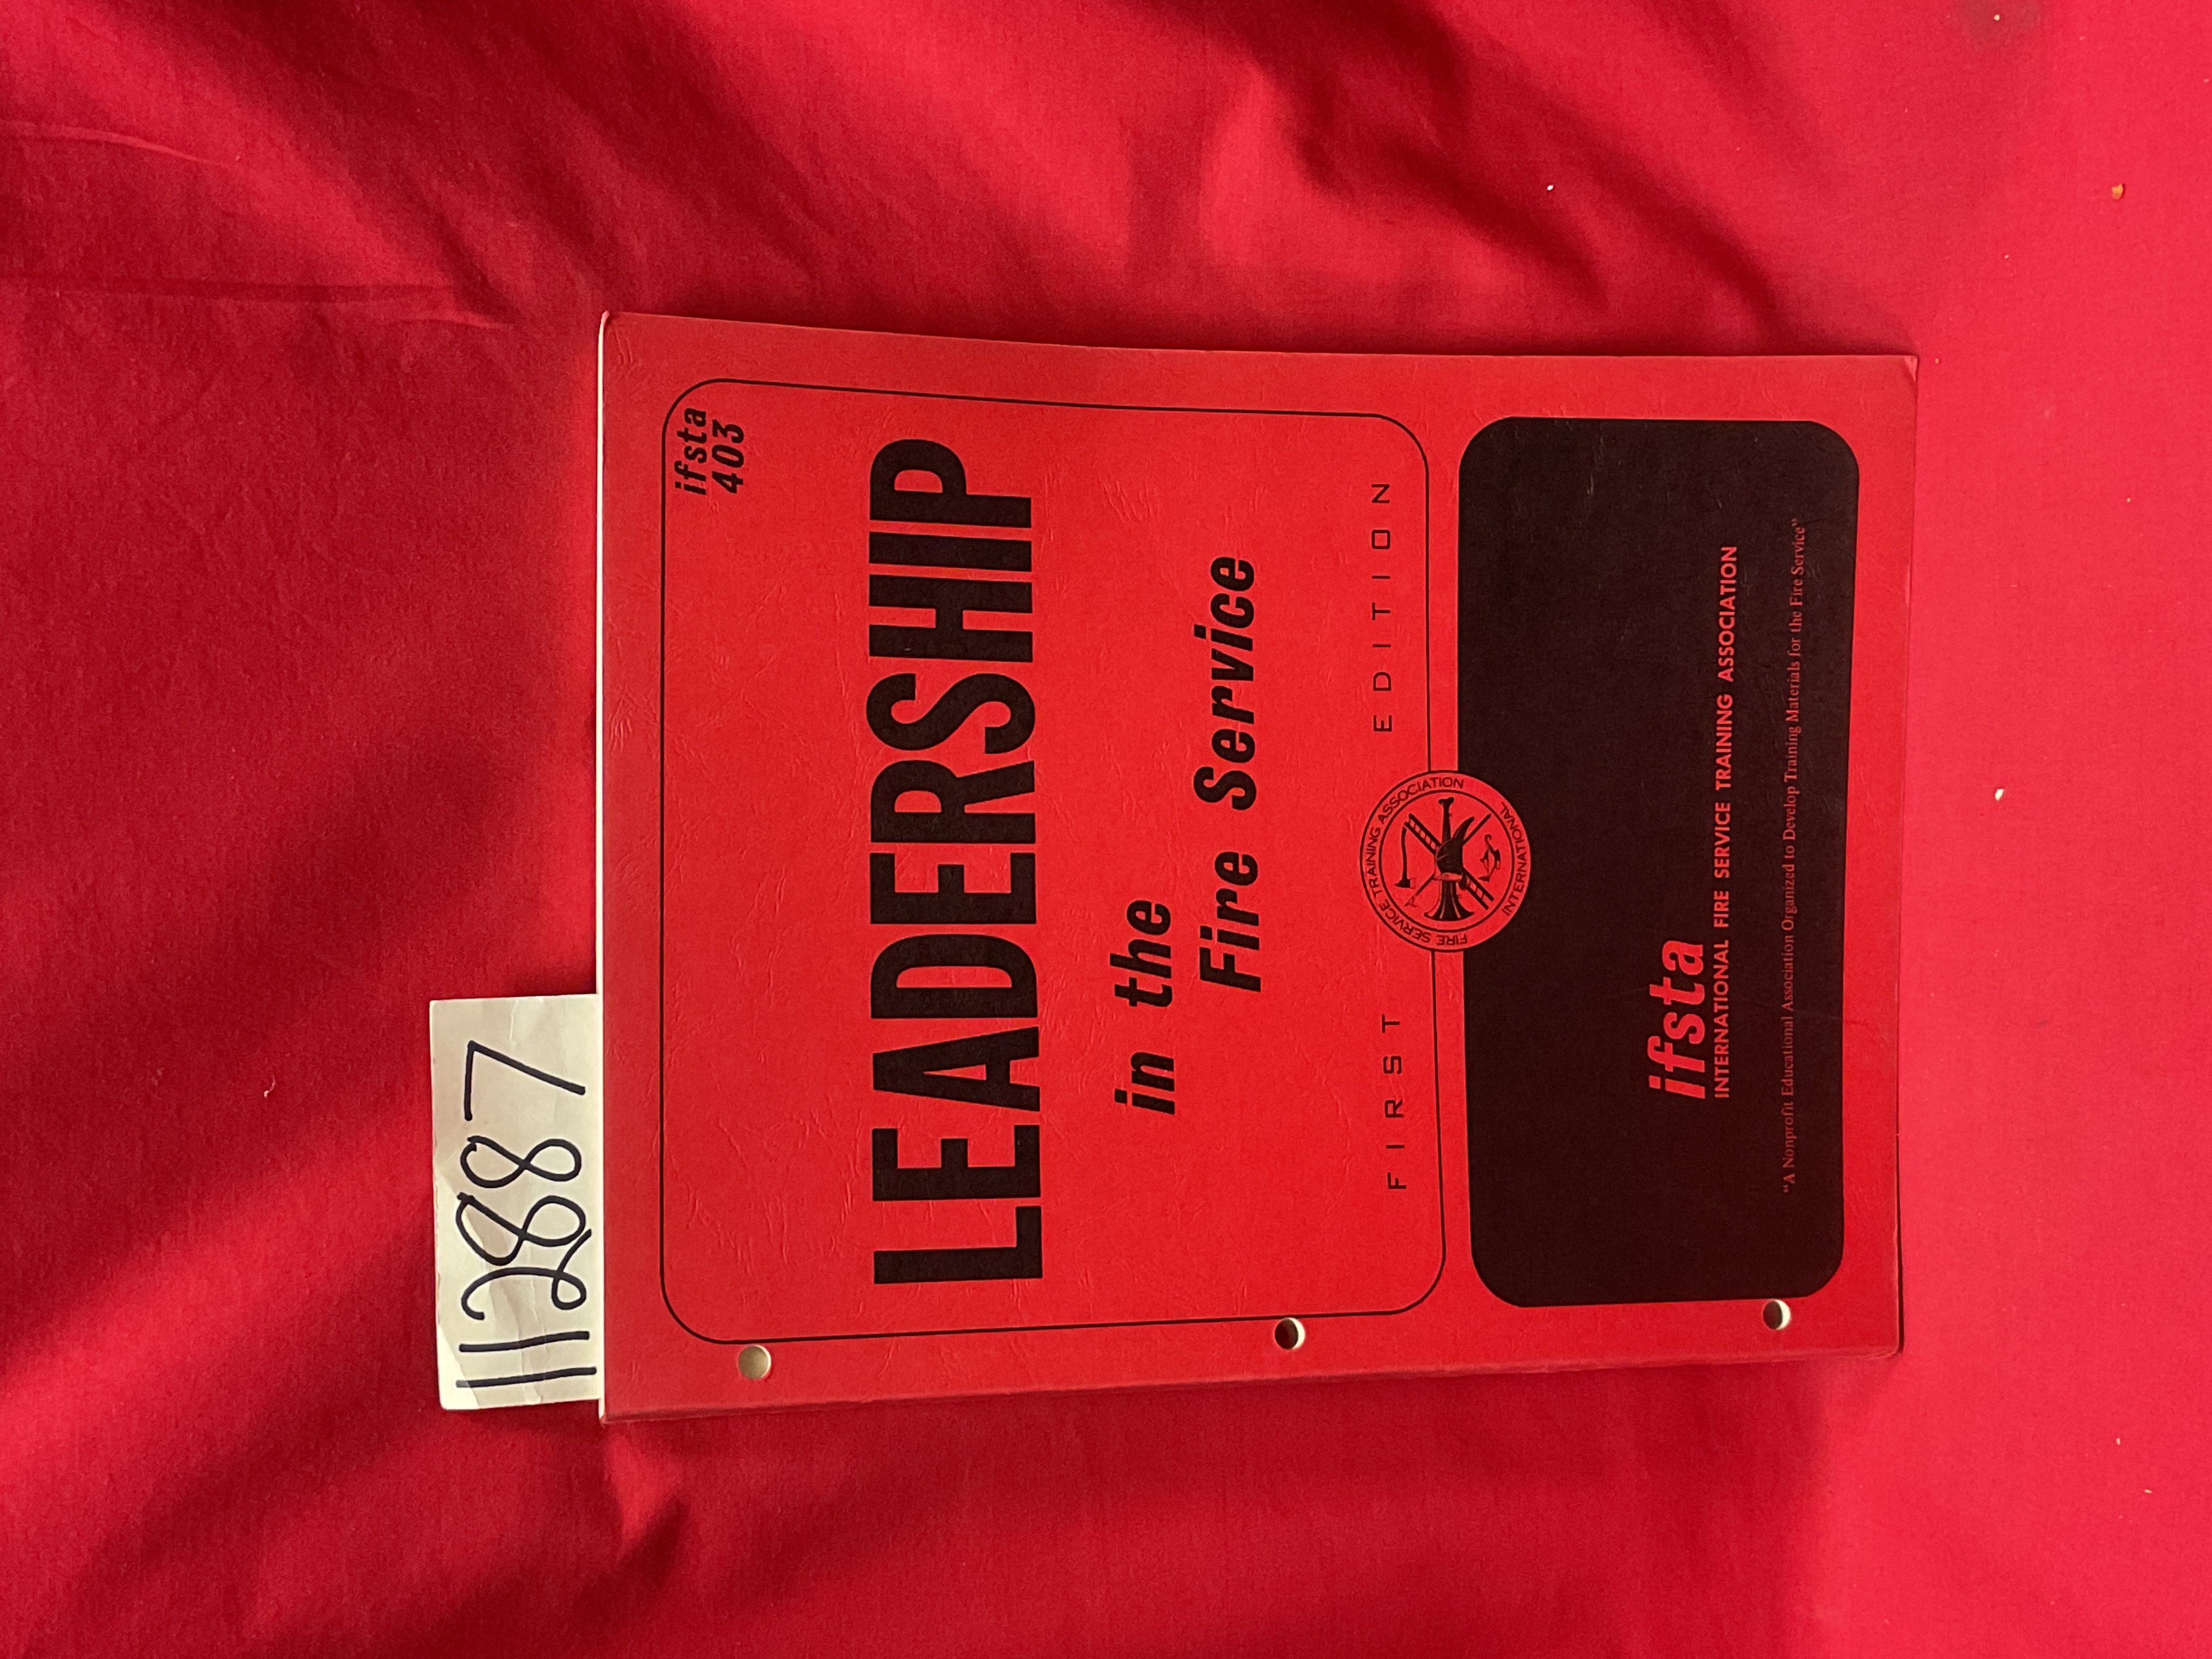 11287
ifsta
403
LEADERSHIP
in the
Fire Service
FIRST EDITION
FIRE SERVICE TRAINING ASSOCIATION
INTERNATIONAL
ifsta
INTERNATIONAL FIRE SERVICE TRAINING ASSOCIATION
"A Nonprofit Educational Association Organized to Develop Training Materials for the Fire Service"